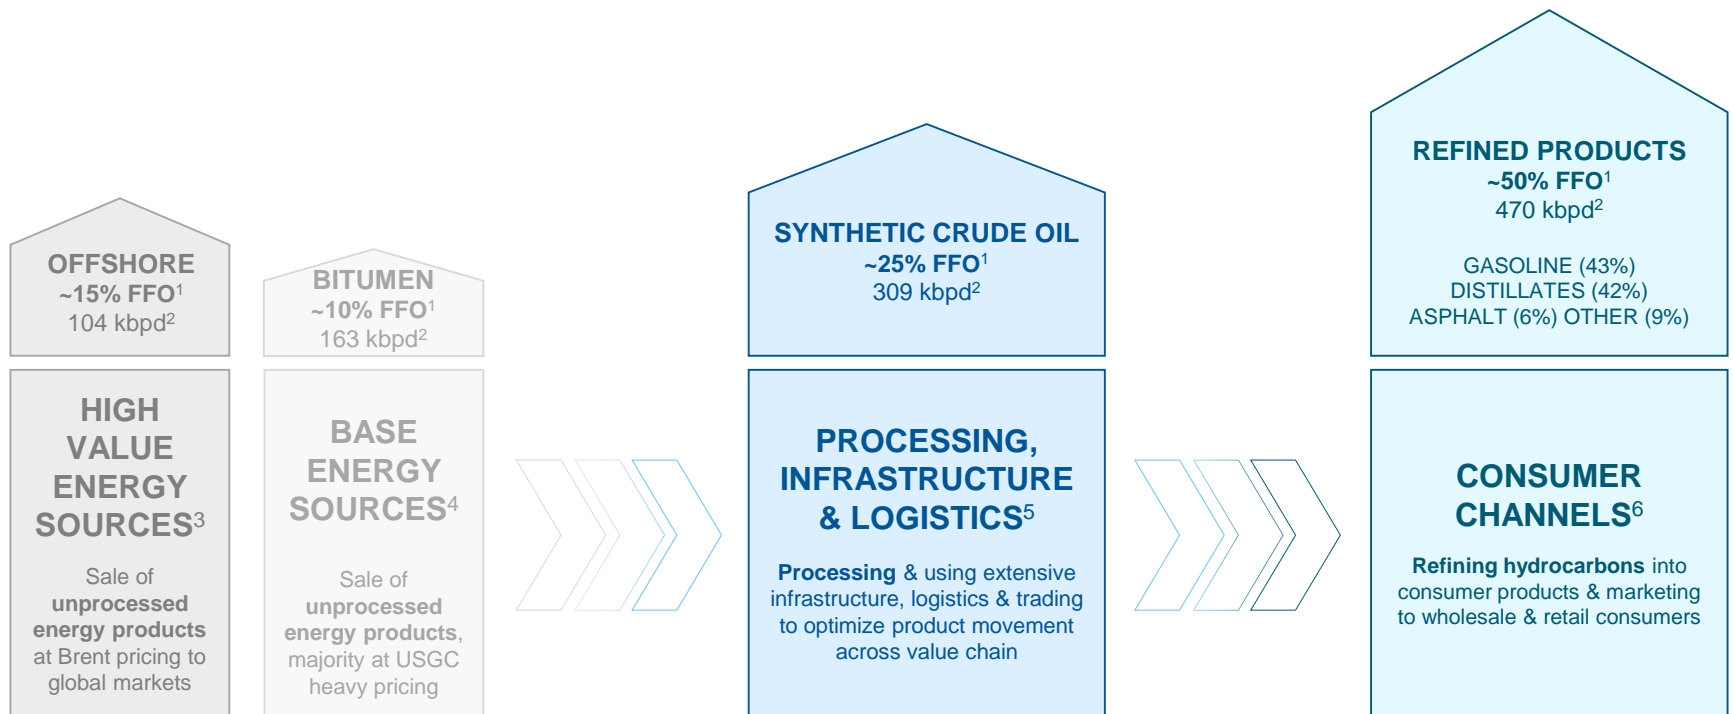 OFFSHORE
~15% FFO¹
104 kbpd²
HIGH
VALUE
ENERGY
SOURCES³
Sale of
unprocessed
energy products
at Brent pricing to
global markets
BITUMEN
~10% FFO¹
163 kbpd²
BASE
ENERGY
SOURCES⁴
Sale of
unprocessed
energy products,
majority at USGC
heavy pricing
SYNTHETIC CRUDE OIL
~25% FFO¹
309 kbpd²
PROCESSING,
INFRASTRUCTURE
& LOGISTICS⁵
Processing & using extensive
infrastructure, logistics & trading
to optimize product movement
across value chain
REFINED PRODUCTS
~50% FFO¹
470 kbpd²
GASOLINE (43%)
DISTILLATES (42%)
ASPHALT (6%) OTHER (9%)
CONSUMER
CHANNELS⁶
Refining hydrocarbons into
consumer products & marketing
to wholesale & retail consumers